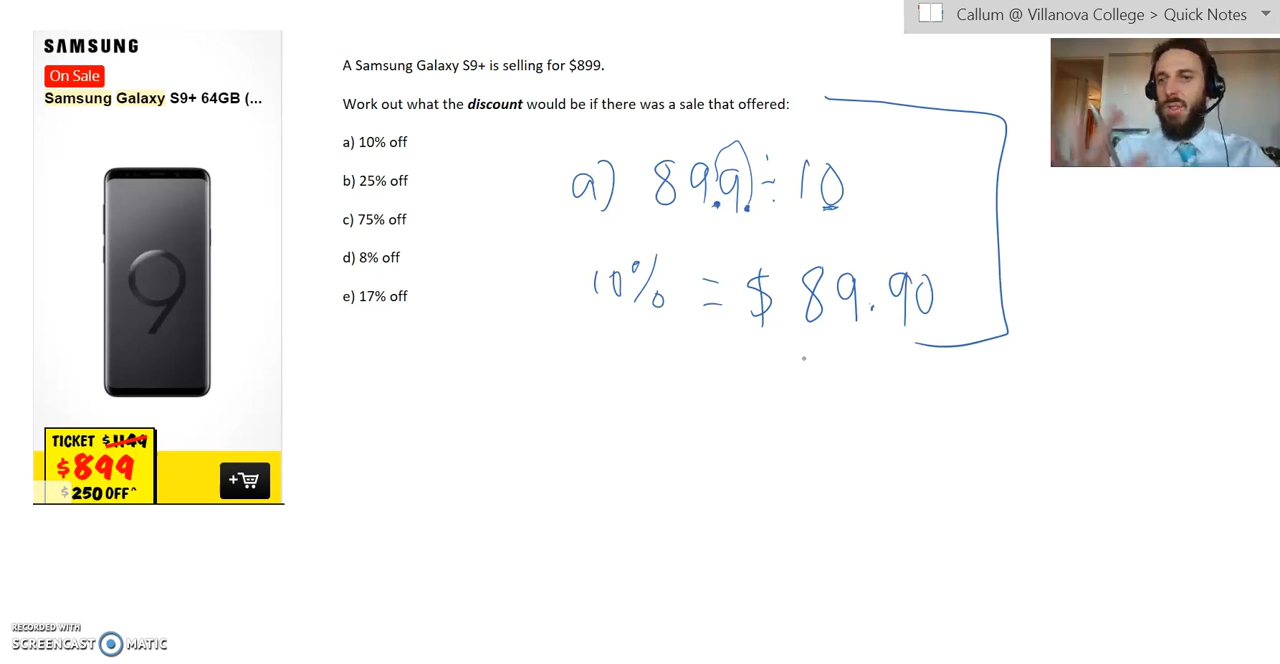 Callum @ Villanova College > Quick Notes
SAMSUNG
On Sale
Samsung Galaxy S9+ 64GB (...
9
TICKET $1149
$899
$250 OFF^
+
A Samsung Galaxy S9+ is selling for $899.
Work out what the discount would be if there was a sale that offered:
a) 10% off
b) 25% off
c) 75% off
d) 8% off
e) 17% off
a) 899. ÷ 10
10% = $ 89.90
RECORDED WITH
SCREENCAST MATIC